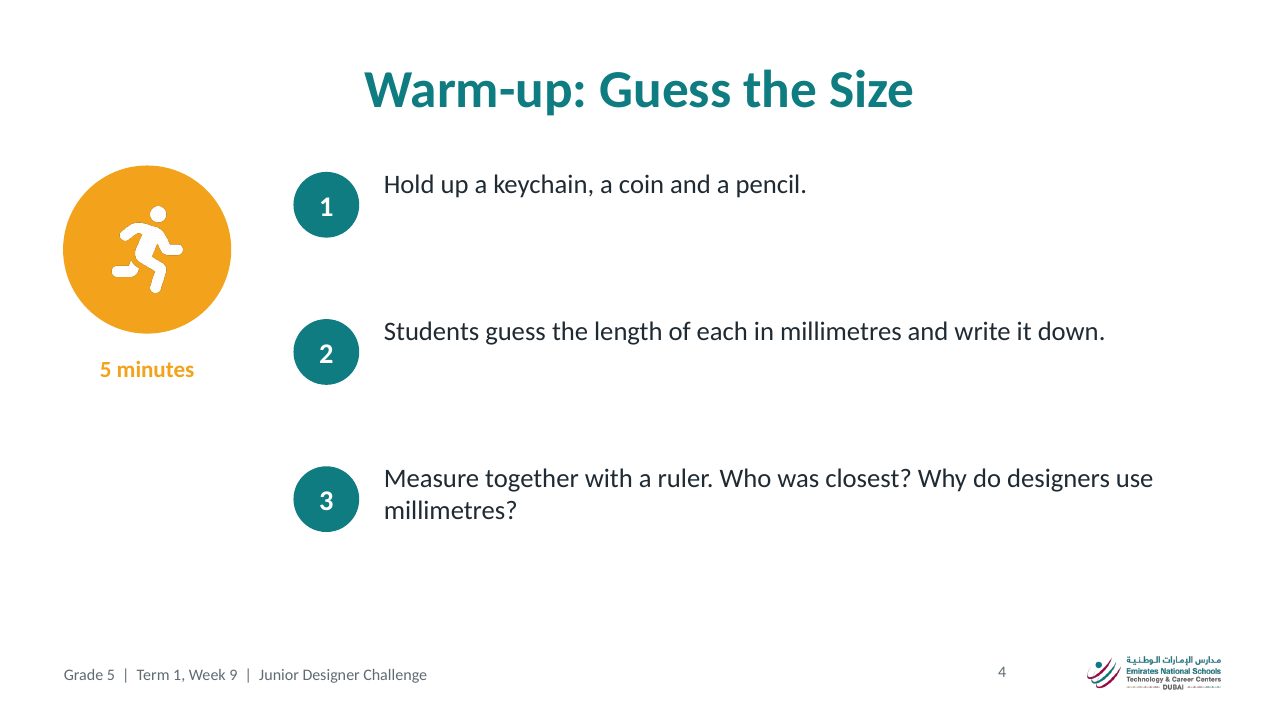 Warm-up: Guess the Size
1
Hold up a keychain, a coin and a pencil.
2
Students guess the length of each in millimetres and write it down.
5 minutes
3
Measure together with a ruler. Who was closest? Why do designers use
millimetres?
Grade 5 | Term 1, Week 9 | Junior Designer Challenge
4
مدارس الإمارات الوطنية
Emirates National Schools
Technology & Career Centers
DUBAI